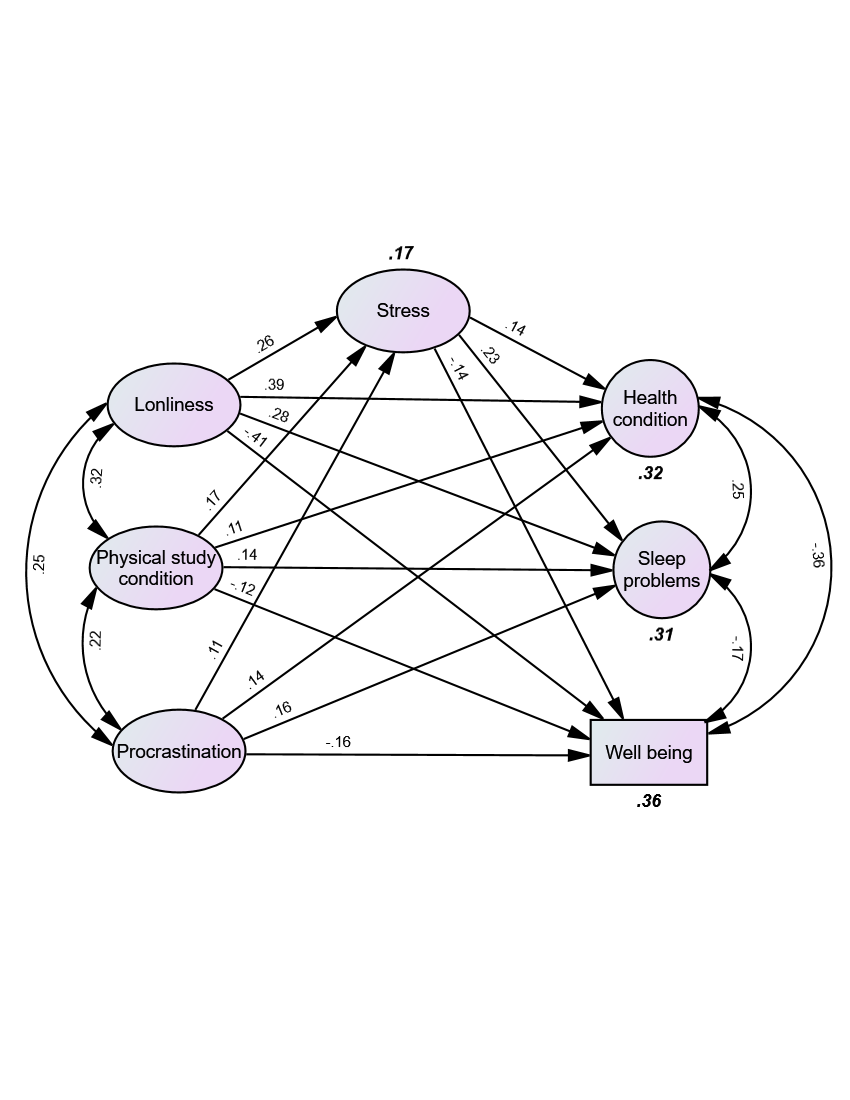 .17
Stress
.14
.26
.23
-.14
.39
Lonliness
Health
condition
.28
-.41
.32
.32
.25
.17
.11
.14
Physical study
condition
-.12
Sleep
problems
-.36
.25
.31
.22
.11
-.17
.14
.16
-.16
Procrastination
Well being
.36